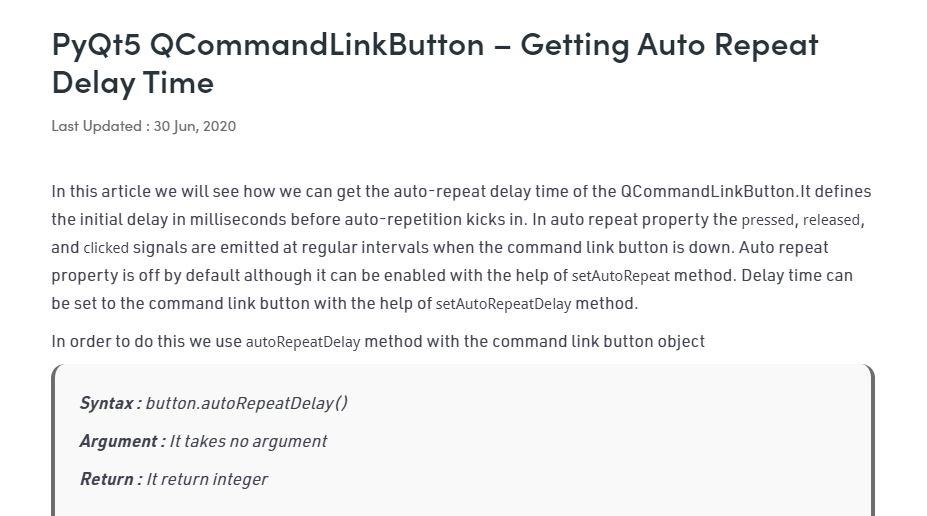 PyQt5 QCommandLinkButton – Getting Auto Repeat
Delay Time
Last Updated : 30 Jun, 2020
In this article we will see how we can get the auto-repeat delay time of the QCommandLinkButton.It defines
the initial delay in milliseconds before auto-repetition kicks in. In auto repeat property the pressed, released,
and clicked signals are emitted at regular intervals when the command link button is down. Auto repeat
property is off by default although it can be enabled with the help of setAutoRepeat method. Delay time can
be set to the command link button with the help of setAutoRepeatDelay method.
In order to do this we use autoRepeatDelay method with the command link button object
Syntax : button.autoRepeatDelay()
Argument : It takes no argument
Return : It return integer